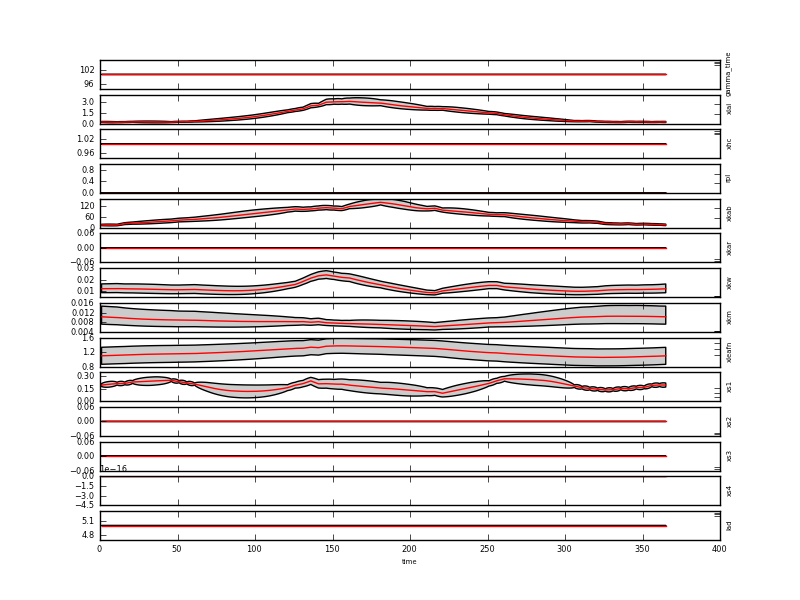 102
96
gamma_time
3.0
1.5
0.0
xlai
1.02
0.96
xhc
0.8
0.4
0.0
rpl
120
60
0
xkab
0.06
0.00
−0.06
xkar
0.03
0.02
0.01
xkw
0.016
0.012
0.008
0.004
xkm
1.6
1.2
0.8
xleafn
0.30
0.15
0.00
xs1
0.06
0.00
−0.06
xs2
0.06
0.00
−0.06
xs3
1e−16
0.0
−1.5
−3.0
−4.5
xs4
5.1
4.8
lad
0 50 100 150 200 250 300 350 400
time